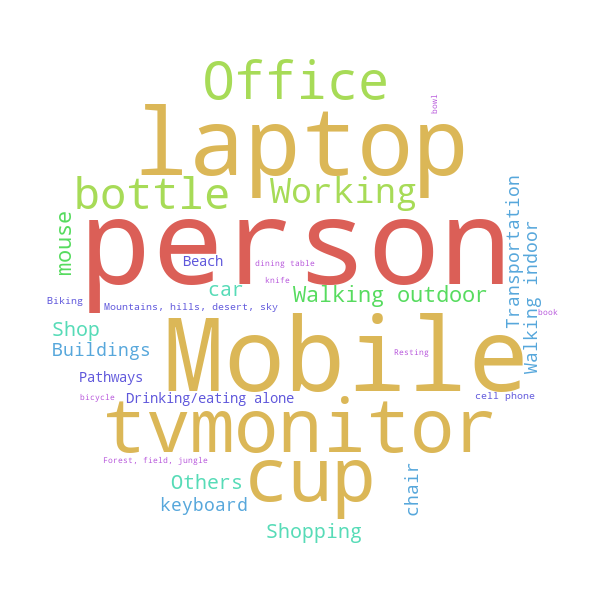 Office
bowl
laptop
bottle
Working
Transportation
mouse
person
Walking indoor
Beach
dining table
knife
car
Walking outdoor
Biking
Mountains, hills, desert, sky
book
Shop
Mobile
Buildings
Resting
Pathways
bicycle
Drinking/eating alone
cell phone
tvmonitor
Forest, field, jungle
cup
chair
Others
keyboard
Shopping